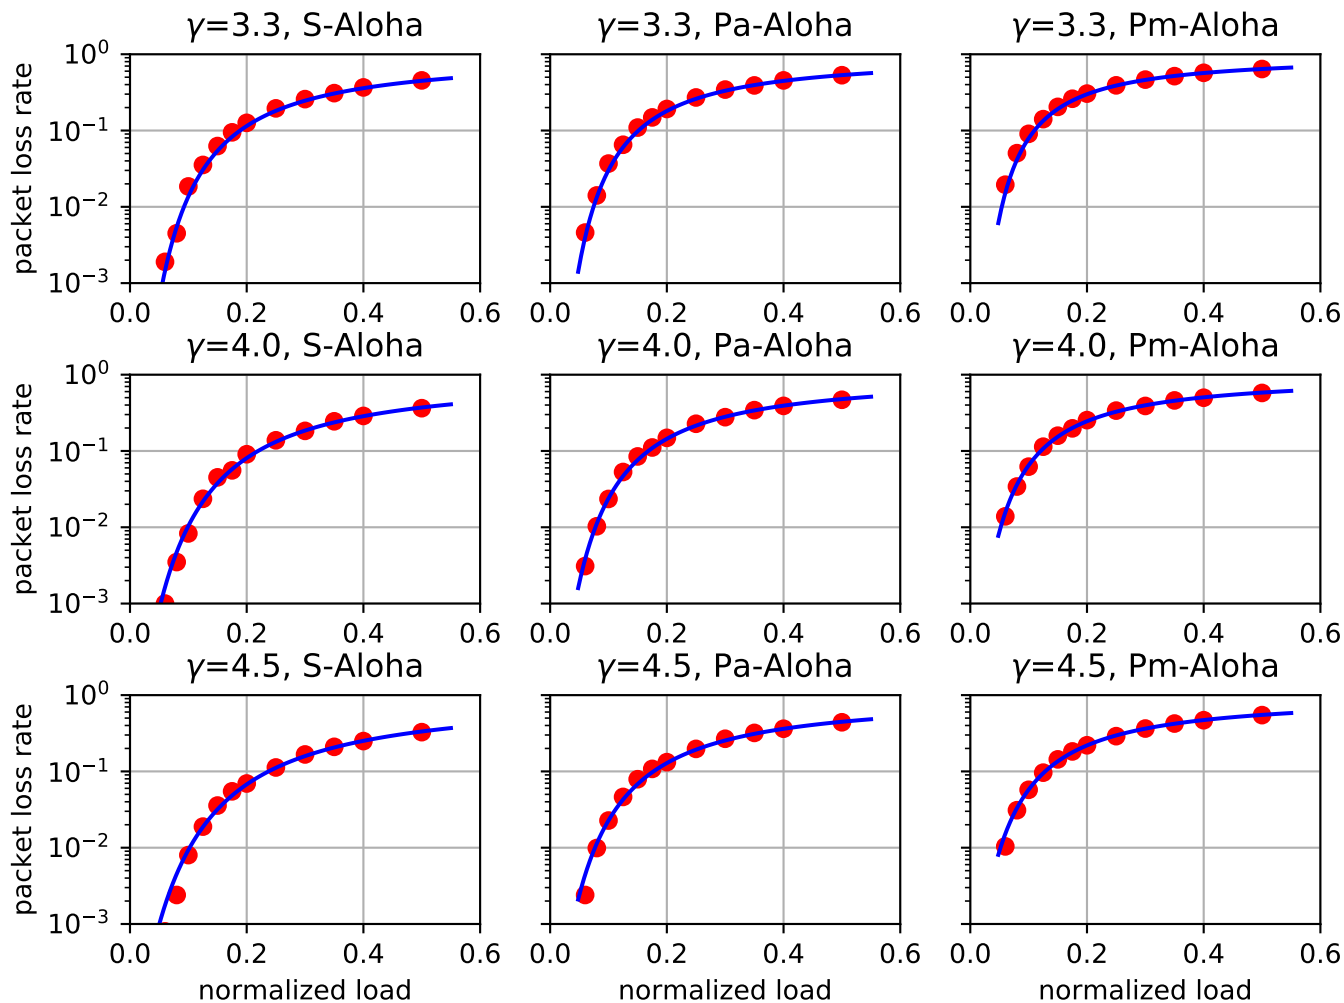 γ=3.3, S-Aloha γ=3.3, Pa-Aloha γ=3.3, Pm-Aloha
packet loss rate
10⁰
10⁻¹
10⁻²
10⁻³
0.0 0.2 0.4 0.6 0.0 0.2 0.4 0.6 0.0 0.2 0.4 0.6
γ=4.0, S-Aloha γ=4.0, Pa-Aloha γ=4.0, Pm-Aloha
packet loss rate
10⁰
10⁻¹
10⁻²
10⁻³
0.0 0.2 0.4 0.6 0.0 0.2 0.4 0.6 0.0 0.2 0.4 0.6
γ=4.5, S-Aloha γ=4.5, Pa-Aloha γ=4.5, Pm-Aloha
packet loss rate
10⁰
10⁻¹
10⁻²
10⁻³
0.0 0.2 0.4 0.6 0.0 0.2 0.4 0.6 0.0 0.2 0.4 0.6
normalized load normalized load normalized load